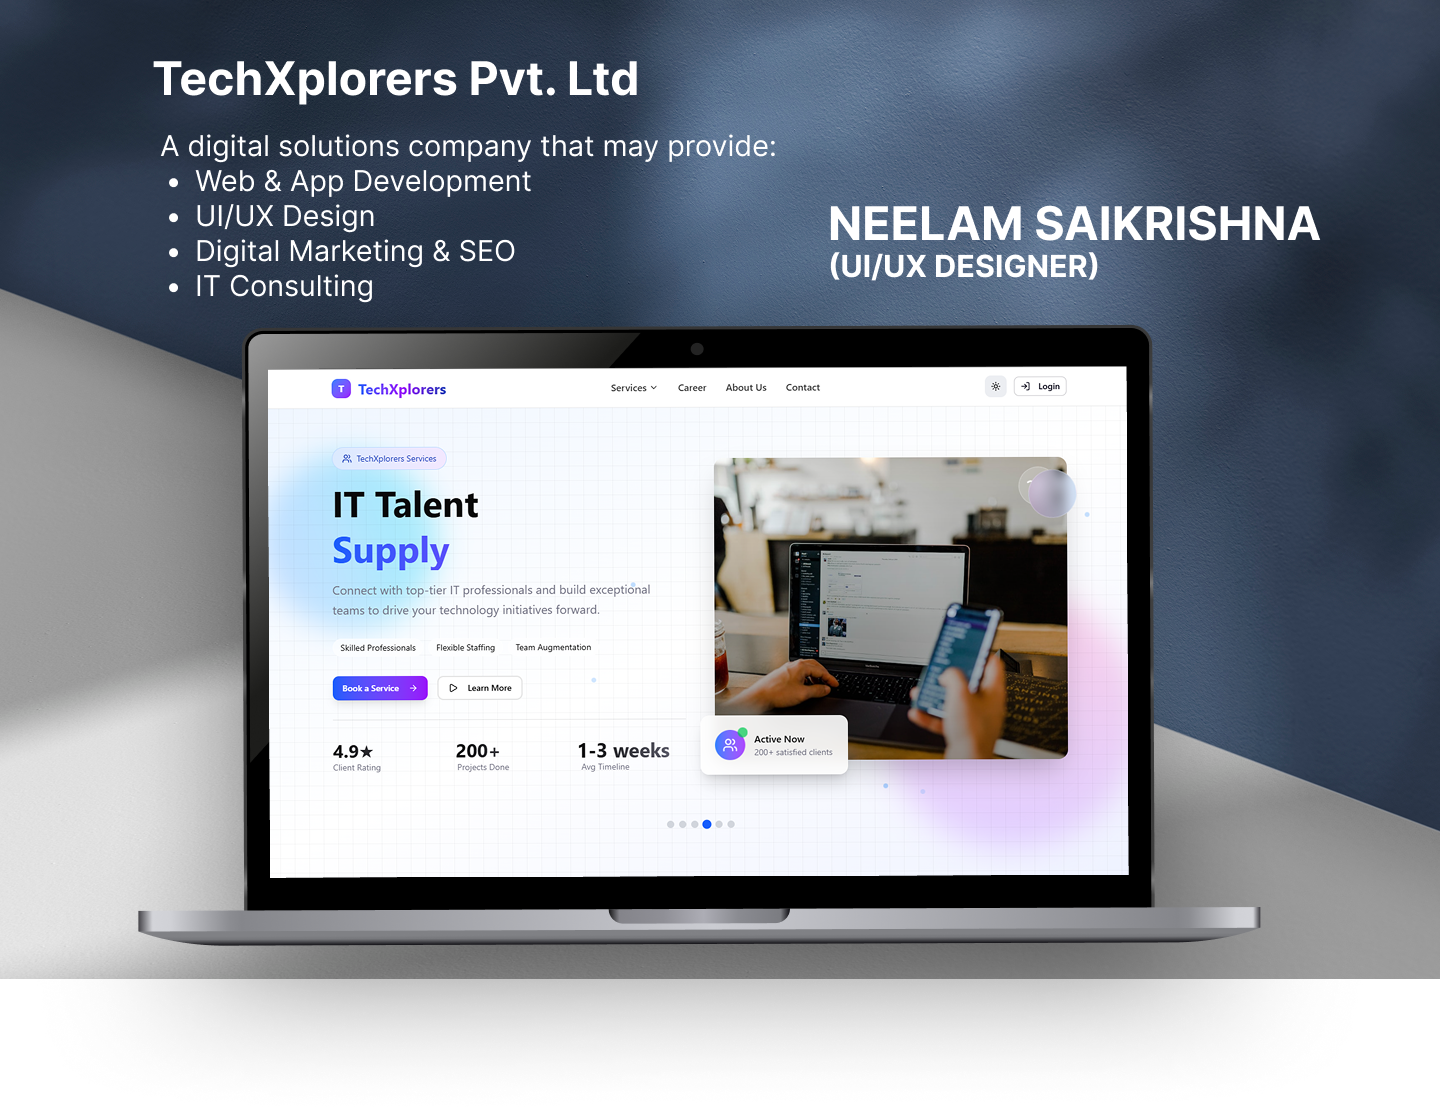 TechXplorers Pvt. Ltd
A digital solutions company that may provide:
• Web & App Development
• UI/UX Design
• Digital Marketing & SEO
• IT Consulting
NEELAM SAIKRISHNA
(UI/UX DESIGNER)
T TechXplorers
Services Career About Us Contact
Login
TechXplorers Services
IT Talent
Supply
Connect with top-tier IT professionals and build exceptional
teams to drive your technology initiatives forward.
Skilled Professionals Flexible Staffing Team Augmentation
Book a Service → Learn More
4.9★ 200+ 1-3 weeks
Client Rating Projects Done Avg Timeline
Active Now
200+ satisfied clients